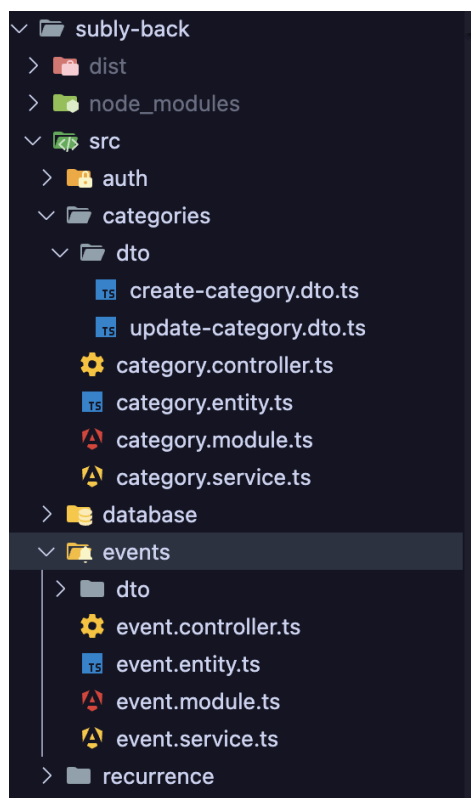 subly-back
dist
node_modules
src
auth
categories
dto
create-category.dto.ts
update-category.dto.ts
category.controller.ts
category.entity.ts
category.module.ts
category.service.ts
database
events
dto
event.controller.ts
event.entity.ts
event.module.ts
event.service.ts
recurrence